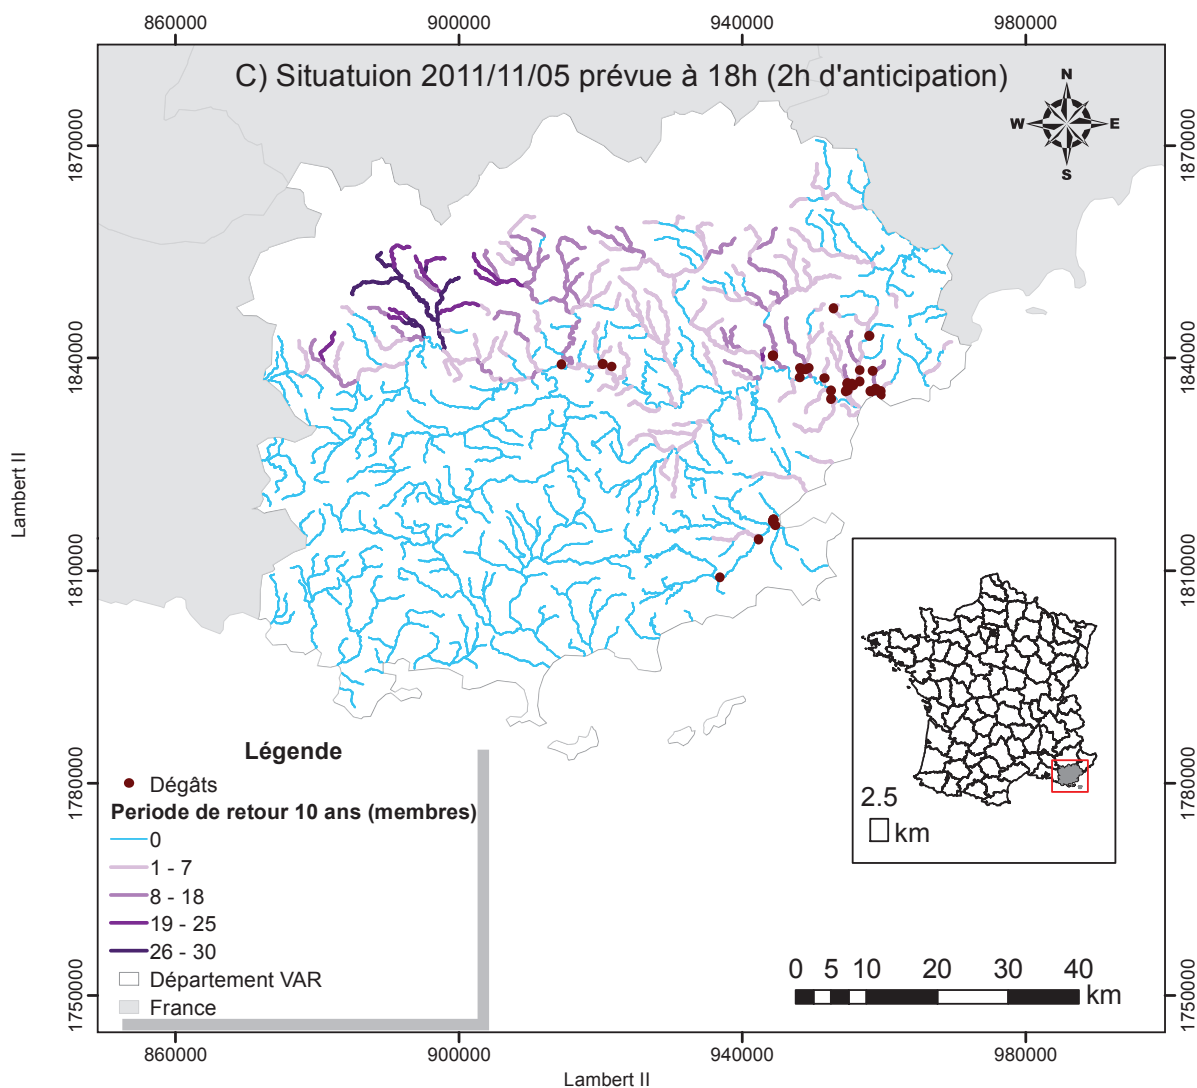 860000 900000 940000 980000
C) Situatuion 2011/11/05 prévue à 18h (2h d'anticipation)
N
W E
S
1870000 1870000
1840000 1840000
Lambert II
1810000 1810000
Légende
Dégâts
Periode de retour 10 ans (membres)
0
1 - 7
8 - 18
19 - 25
26 - 30
Département VAR
France
2.5
km
1780000 1780000
0 5 10 20 30 40
km
1750000 1750000
860000 900000 940000 980000
Lambert II